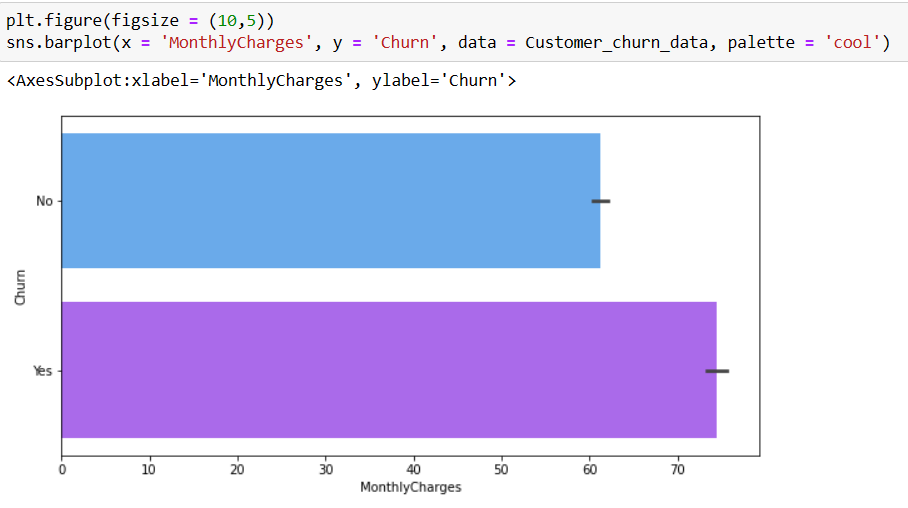 plt.figure(figsize = (10,5))
sns.barplot(x = 'MonthlyCharges', y = 'Churn', data = Customer_churn_data, palette = 'cool')
<AxesSubplot:xlabel='MonthlyCharges', ylabel='Churn'>
No
Churn
Yes
0 10 20 30 40 50 60 70
MonthlyCharges